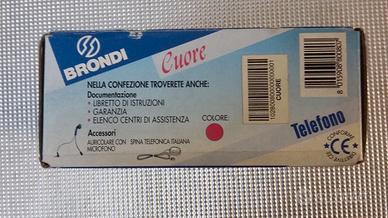 BRONDI
Cuore
NELLA CONFEZIONE TROVERETE ANCHE:
Documentazione
• LIBRETTO DI ISTRUZIONI
• GARANZIA
• ELENCO CENTRI DI ASSISTENZA
COLORE:
Accessori
AURICOLARE CON MICROFONO
SPINA TELEFONICA ITALIANA
CUORE
Telefono
CONFORME
CE